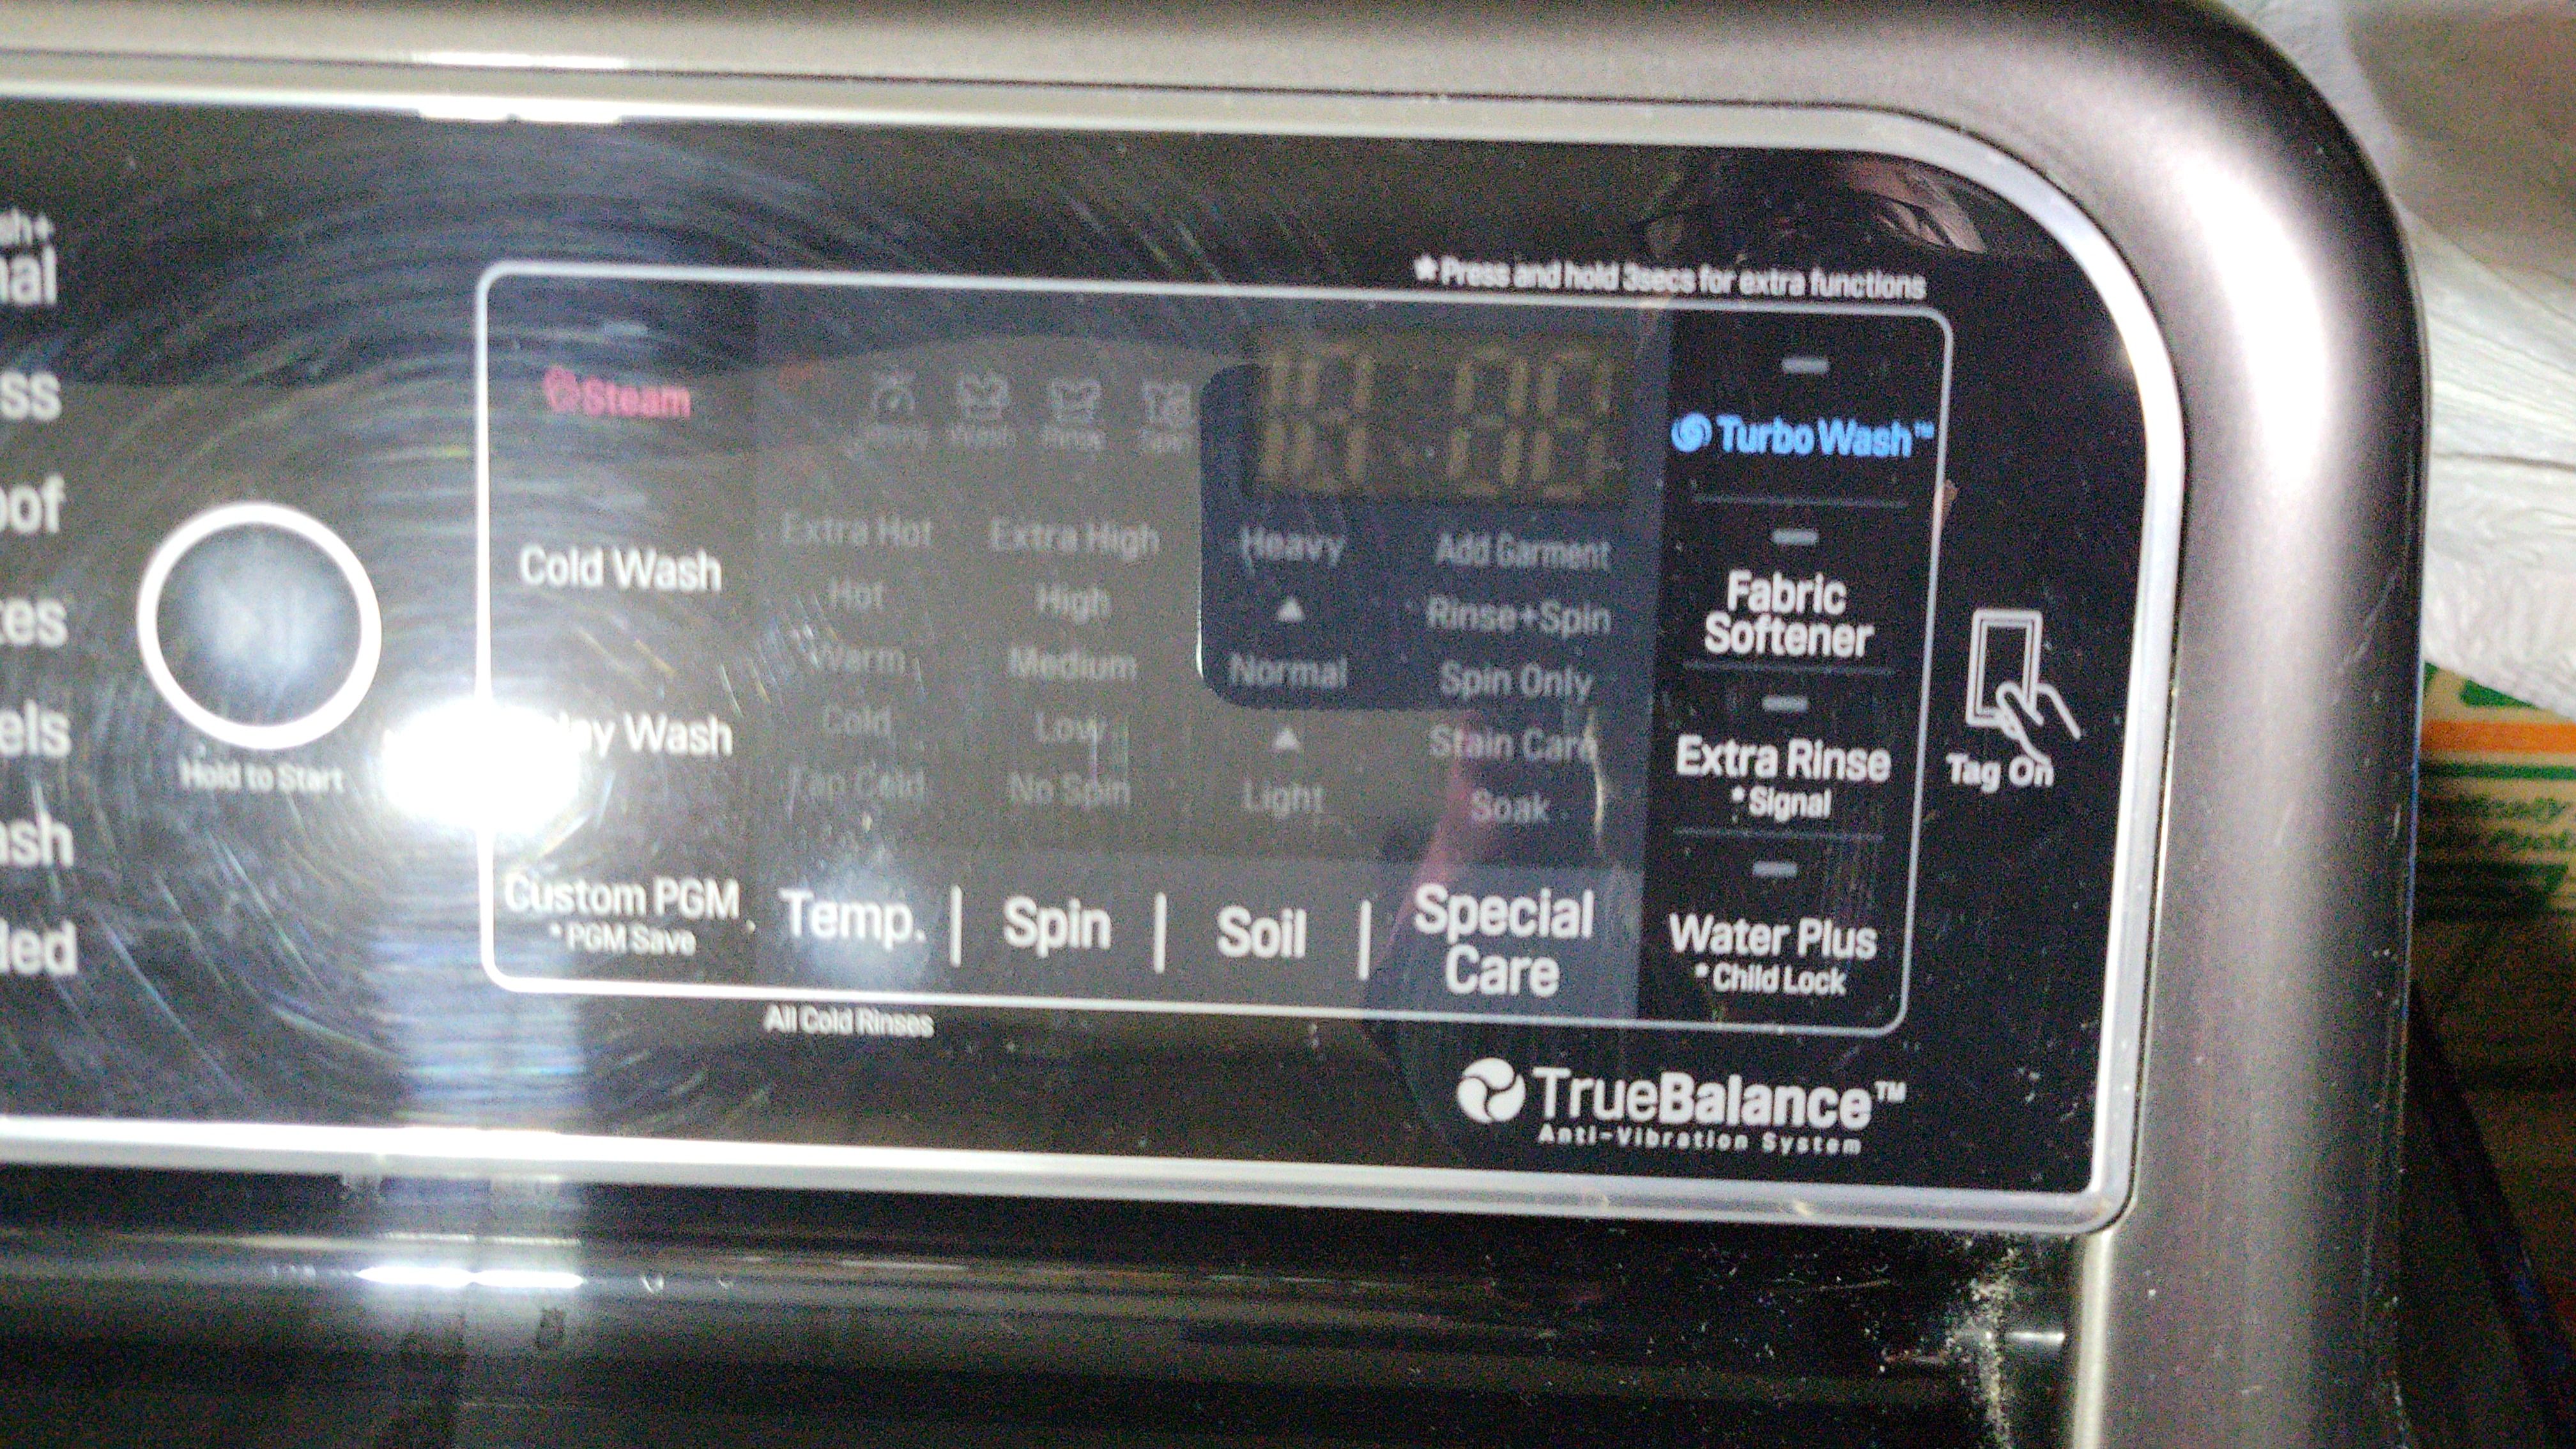 * Press and hold 3secs for extra functions
Steam
Turbo Wash™
Extra Hot
Extra High
Heavy
Add Garment
Cold Wash
Hot
High
▲
Rinse+Spin
Fabric
Softener
Warm
Medium
Normal
Spin Only
Wash
Cold
Low
▲
Stain Care
Extra Rinse
* Signal
Tag On
Hold to Start
Tap Cold
No Spin
Light
Soak
Custom PGM
* PGM Save
Temp.
Spin
Soil
Special
Care
Water Plus
* Child Lock
All Cold Rinses
TrueBalance™
Anti-Vibration System